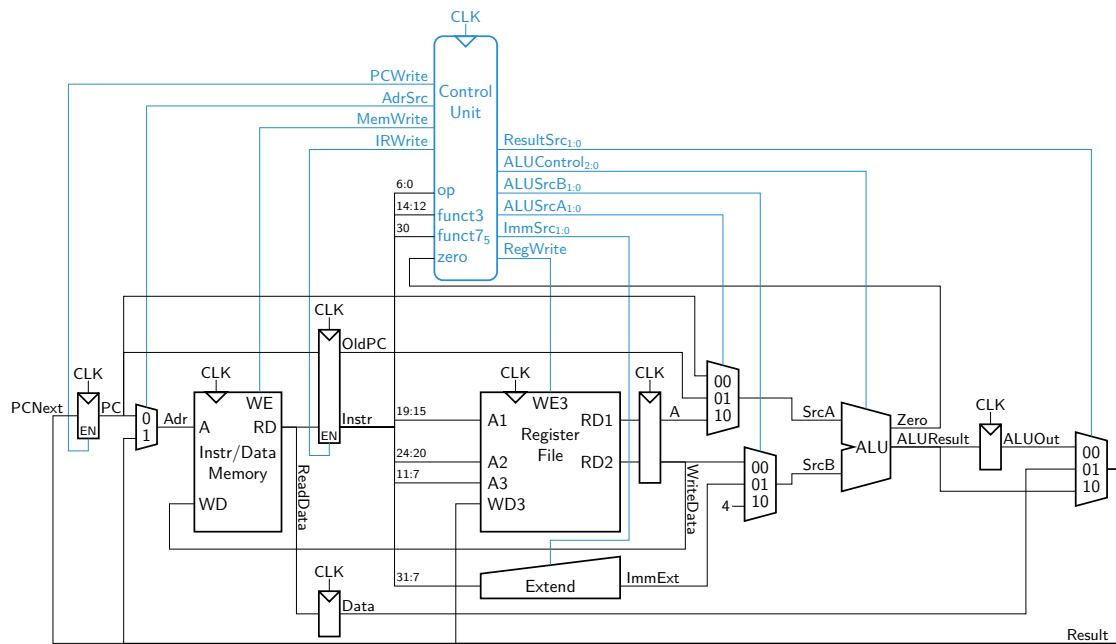 CLK
PCWrite
AdrSrc
MemWrite
IRWrite
Control
Unit
ResultSrc1:0
ALUControl2:0
ALUSrcB1:0
ALUSrcA1:0
ImmSrc1:0
RegWrite
6:0
op
14:12
funct3
30
funct75
zero
CLK
OldPC
CLK
PCNext
PC
EN
0
1
Adr
CLK
WE
A
RD
Instr/Data
Memory
WD
ReadData
EN
Instr
19:15
24:20
11:7
31:7
CLK
WE3
A1
RD1
Register
File
A2
RD2
A3
WD3
CLK
A
WriteData
00
01
10
00
01
10
4
SrcA
SrcB
ALU
Zero
ALUResult
CLK
ALUOut
00
01
10
Extend
ImmExt
CLK
Data
Result